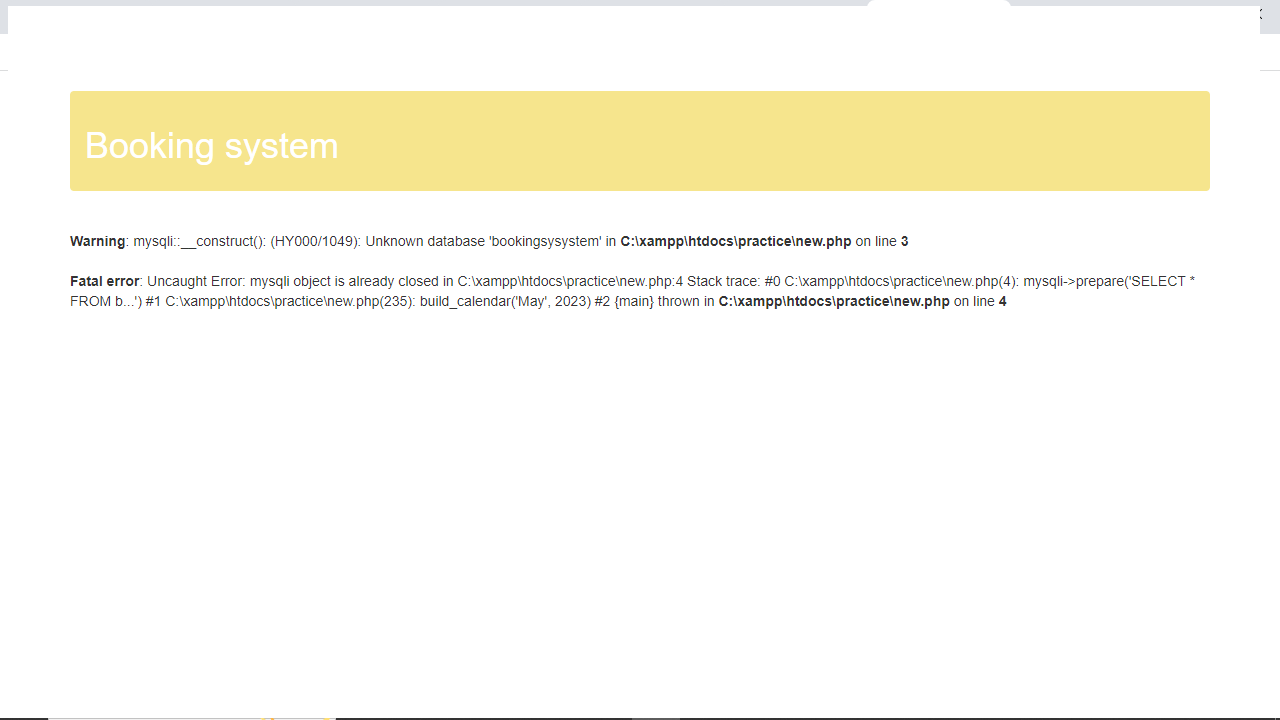 Booking system
Warning: mysqli::__construct(): (HY000/1049): Unknown database 'bookingsysystem' in C:\xampp\htdocs\practice\new.php on line 3
Fatal error: Uncaught Error: mysqli object is already closed in C:\xampp\htdocs\practice\new.php:4 Stack trace: #0 C:\xampp\htdocs\practice\new.php(4): mysqli->prepare('SELECT *
FROM b...') #1 C:\xampp\htdocs\practice\new.php(235): build_calendar('May', 2023) #2 {main} thrown in C:\xampp\htdocs\practice\new.php on line 4